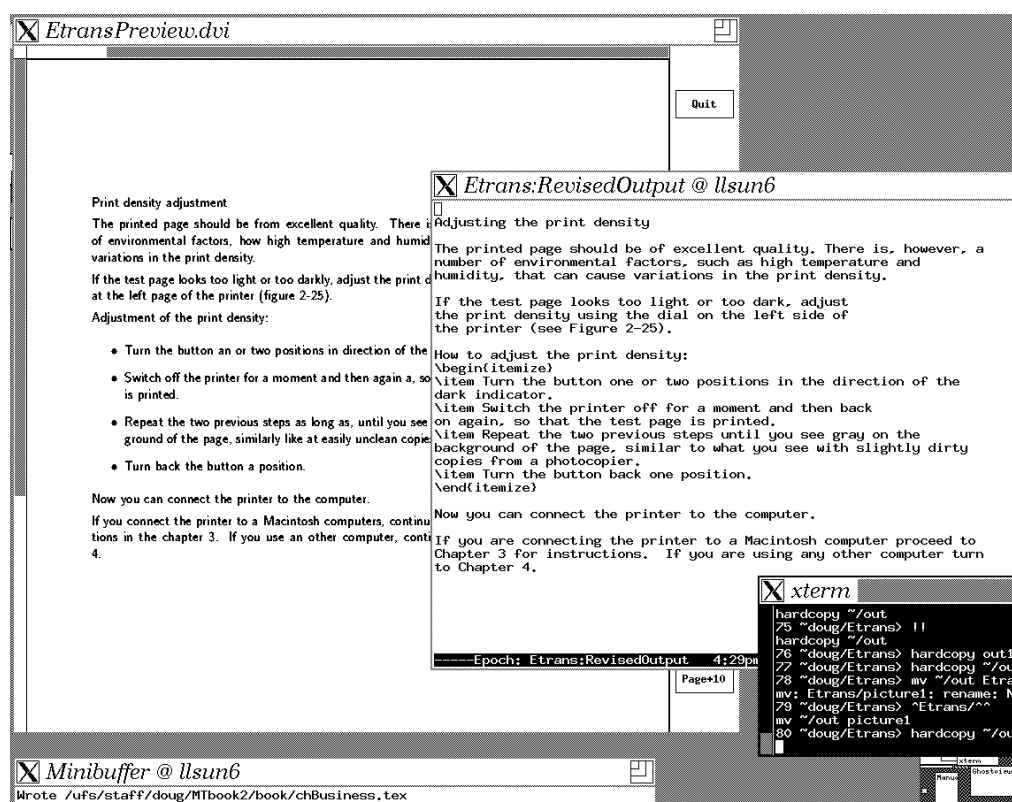 EtransPreview.dvi
Quit
Print density adjustment
The printed page should be from excellent quality. There i
of environmental factors, how high temperature and humid
variations in the print density.
If the test page looks too light or too darkly, adjust the print d
at the left page of the printer (figure 2-25).
Adjustment of the print density:
• Turn the button an or two positions in direction of the
• Switch off the printer for a moment and then again a, so
is printed.
• Repeat the two previous steps as long as, until you see
ground of the page, similarly like at easily unclean copie
• Turn back the button a position.
Now you can connect the printer to the computer.
If you connect the printer to a Macintosh computers, continu
tions in the chapter 3. If you use an other computer, conti
4.
Page+10
Etrans:RevisedOutput @ llsun6
Adjusting the print density
The printed page should be of excellent quality. There is, however, a
number of environmental factors, such as high temperature and
humidity, that can cause variations in the print density.
If the test page looks too light or too dark, adjust
the print density using the dial on the left side of
the printer (see Figure 2-25).
How to adjust the print density:
\begin{itemize}
\item Turn the button one or two positions in the direction of the
dark indicator.
\item Switch the printer off for a moment and then back
on again, so that the test page is printed.
\item Repeat the two previous steps until you see gray on the
background of the page, similar to what you see with slightly dirty
copies from a photocopier.
\item Turn the button back one position.
\end{itemize}
Now you can connect the printer to the computer.
If you are connecting the printer to a Macintosh computer proceed to
Chapter 3 for instructions.  If you are using any other computer turn
to Chapter 4.
-----Epoch: Etrans:RevisedOutput   4:29pm
xterm
hardcopy ~/out
75 ~doug/Etrans> !!
hardcopy ~/out
76 ~doug/Etrans> hardcopy out1
77 ~doug/Etrans> hardcopy ~/ou
78 ~doug/Etrans> mv ~/out Etra
mv: Etrans/picture1: rename: N
79 ~doug/Etrans> ^Etrans/^^
mv ~/out picture1
80 ~doug/Etrans> hardcopy ~/ou
xterm
Ghostview
Minibuffer @ llsun6
Wrote /ufs/staff/doug/MTbook2/book/chBusiness.tex